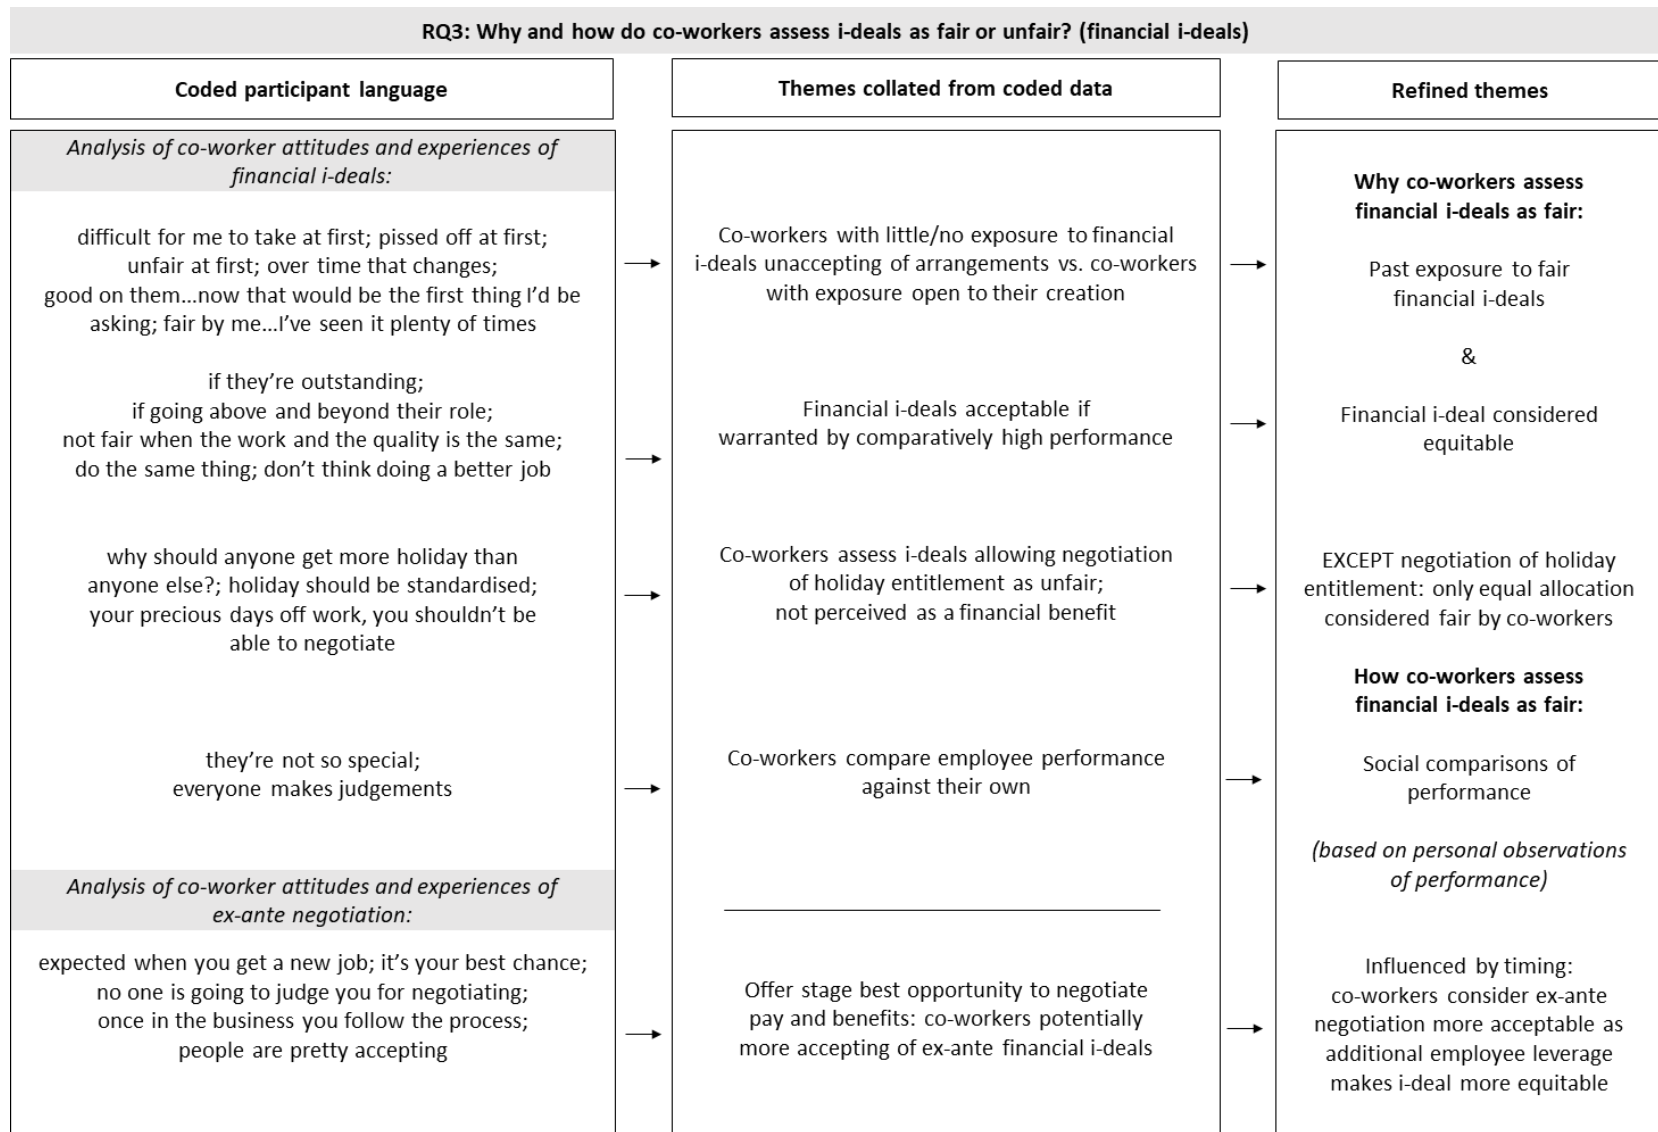 RQ3: Why and how do co-workers assess i-deals as fair or unfair? (financial i-deals)
Coded participant language
Themes collated from coded data
Refined themes
Analysis of co-worker attitudes and experiences of
financial i-deals:
difficult for me to take at first; pissed off at first;
unfair at first; over time that changes;
good on them...now that would be the first thing I'd be
asking; fair by me...I've seen it plenty of times
if they're outstanding;
if going above and beyond their role;
not fair when the work and the quality is the same;
do the same thing; don't think doing a better job
why should anyone get more holiday than
anyone else?; holiday should be standardised;
your precious days off work, you shouldn't be
able to negotiate
they're not so special;
everyone makes judgements
Analysis of co-worker attitudes and experiences of
ex-ante negotiation:
expected when you get a new job; it's your best chance;
no one is going to judge you for negotiating;
once in the business you follow the process;
people are pretty accepting
Co-workers with little/no exposure to financial
i-deals unaccepting of arrangements vs. co-workers
with exposure open to their creation
Financial i-deals acceptable if
warranted by comparatively high performance
Co-workers assess i-deals allowing negotiation
of holiday entitlement as unfair;
not perceived as a financial benefit
Co-workers compare employee performance
against their own
Offer stage best opportunity to negotiate
pay and benefits: co-workers potentially
more accepting of ex-ante financial i-deals
Why co-workers assess
financial i-deals as fair:
Past exposure to fair
financial i-deals
&
Financial i-deal considered
equitable
EXCEPT negotiation of holiday
entitlement: only equal allocation
considered fair by co-workers
How co-workers assess
financial i-deals as fair:
Social comparisons of
performance
(based on personal observations
of performance)
Influenced by timing:
co-workers consider ex-ante
negotiation more acceptable as
additional employee leverage
makes i-deal more equitable